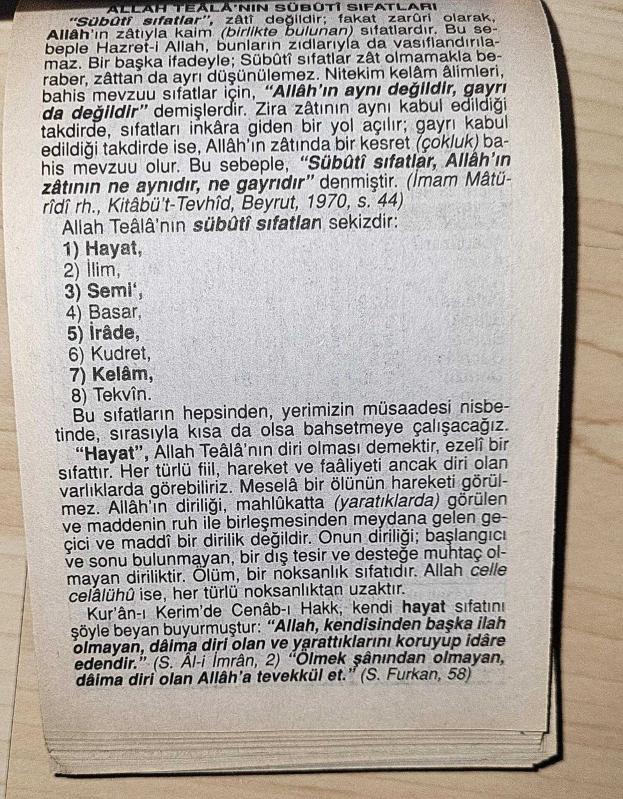 ALLAH TEÂLÂ'NIN SÜBÛTÎ SIFATLARI
"Sübûtî sıfatlar", zâtî değildir; fakat zarûrî olarak,
Allâh'ın zâtıyla kaim (birlikte bulunan) sıfatlardır. Bu se-
beple Hazret-i Allah, bunların zıdlarıyla da vasıflandırıla-
maz. Bir başka ifadeyle; Sübûtî sıfatlar zât olmamakla be-
raber, zâttan da ayrı düşünülemez. Nitekim kelâm âlimleri,
bahis mevzuu sıfatlar için, "Allâh'ın aynı değildir, gayrı
da değildir" demişlerdir. Zira zâtının aynı kabul edildiği
takdirde, sıfatları inkâra giden bir yol açılır; gayrı kabul
edildiği takdirde ise, Allâh'ın zâtında bir kesret (çokluk) ba-
his mevzuu olur. Bu sebeple, "Sübûtî sıfatlar, Allâh'ın
zâtının ne aynıdır, ne gayrıdır" denmiştir. (İmam Mâtü-
rîdî rh., Kitâbü't-Tevhîd, Beyrut, 1970, s. 44)
Allah Teâlâ'nın sübûtî sıfatları sekizdir:
1) Hayat,
2) İlim,
3) Semi‘,
4) Basar,
5) İrâde,
6) Kudret,
7) Kelâm,
8) Tekvîn.
Bu sıfatların hepsinden, yerimizin müsaadesi nisbe-
tinde, sırasıyla kısa da olsa bahsetmeye çalışacağız.
"Hayat", Allah Teâlâ'nın diri olması demektir, ezelî bir
sıfattır. Her türlü fiil, hareket ve faâliyeti ancak diri olan
varlıklarda görebiliriz. Meselâ bir ölünün hareketi görül-
mez. Allâh'ın diriliği, mahlûkatta (yaratıklarda) görülen
ve maddenin ruh ile birleşmesinden meydana gelen ge-
çici ve maddî bir dirilik değildir. Onun diriliği; başlangıcı
ve sonu bulunmayan, bir dış tesir ve desteğe muhtaç ol-
mayan diriliktir. Ölüm, bir noksanlık sıfatıdır. Allah celle
celâlühû ise, her türlü noksanlıktan uzaktır.
Kur'ân-ı Kerim'de Cenâb-ı Hakk, kendi hayat sıfatını
şöyle beyan buyurmuştur: "Allah, kendisinden başka ilah
olmayan, dâima diri olan ve yarattıklarını koruyup idâre
edendir." (S. Âl-i İmrân, 2) "Ölmek şânından olmayan,
dâima diri olan Allâh'a tevekkül et." (S. Furkan, 58)